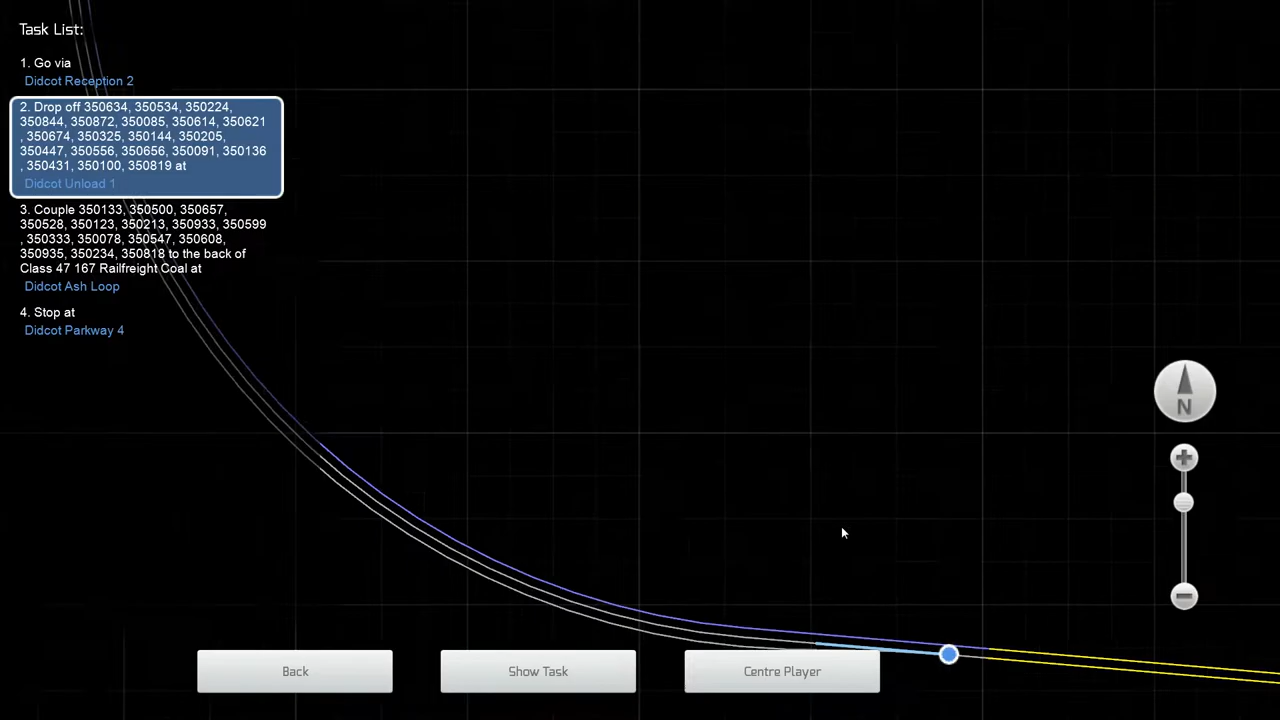 Task List:
1. Go via
Didcot Reception 2
2. Drop off 350634, 350534, 350224,
350844, 350872, 350085, 350614, 350621
, 350674, 350325, 350144, 350205,
350447, 350556, 350656, 350091, 350136
, 350431, 350100, 350819 at
Didcot Unload 1
3. Couple 350133, 350500, 350657,
350528, 350123, 350213, 350933, 350599
, 350333, 350078, 350547, 350608,
350935, 350234, 350818 to the back of
Class 47 167 Railfreight Coal at
Didcot Ash Loop
4. Stop at
Didcot Parkway 4
N
Back
Show Task
Centre Player